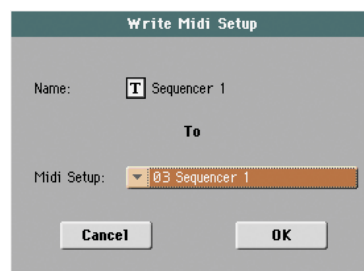 Write Midi Setup
Name: T Sequencer 1
To
Midi Setup: 03 Sequencer 1
Cancel OK